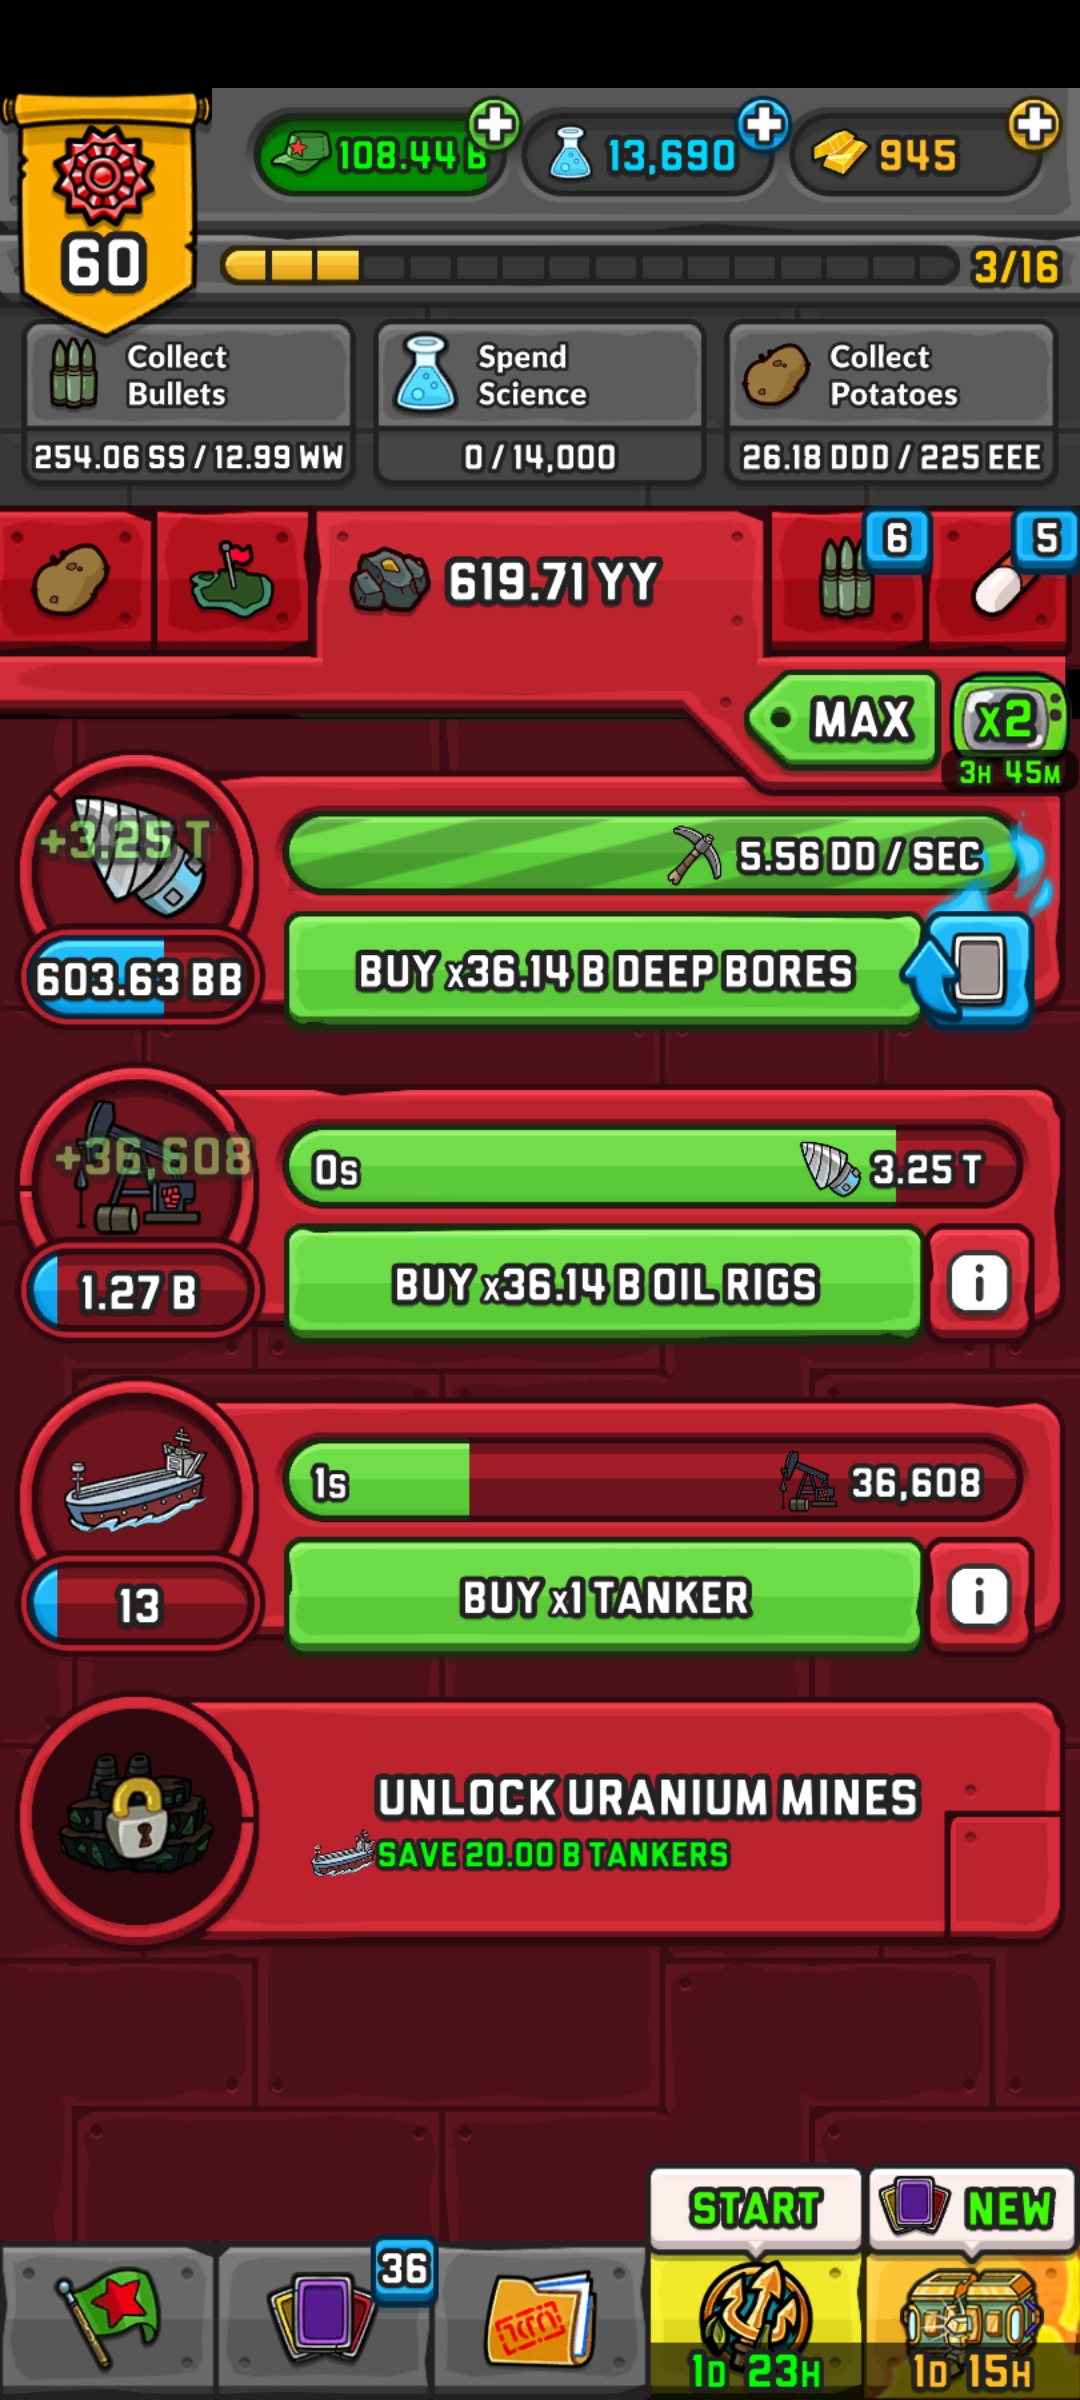 108.44 B
13,690
945
60
3/16
Collect
Bullets
Spend
Science
Collect
Potatoes
254.06 SS / 12.99 WW
0 / 14,000
26.18 DDD / 225 EEE
619.71 YY
6
5
MAX
x2
3H 45M
+3.25 T
5.56 DD / SEC
603.63 BB
BUY x36.14 B DEEP BORES
+36,608
0s
3.25 T
1.27 B
BUY x36.14 B OIL RIGS
i
1s
36,608
13
BUY x1 TANKER
i
UNLOCK URANIUM MINES
SAVE 20.00 B TANKERS
START
NEW
36
1D 23H
1D 15H